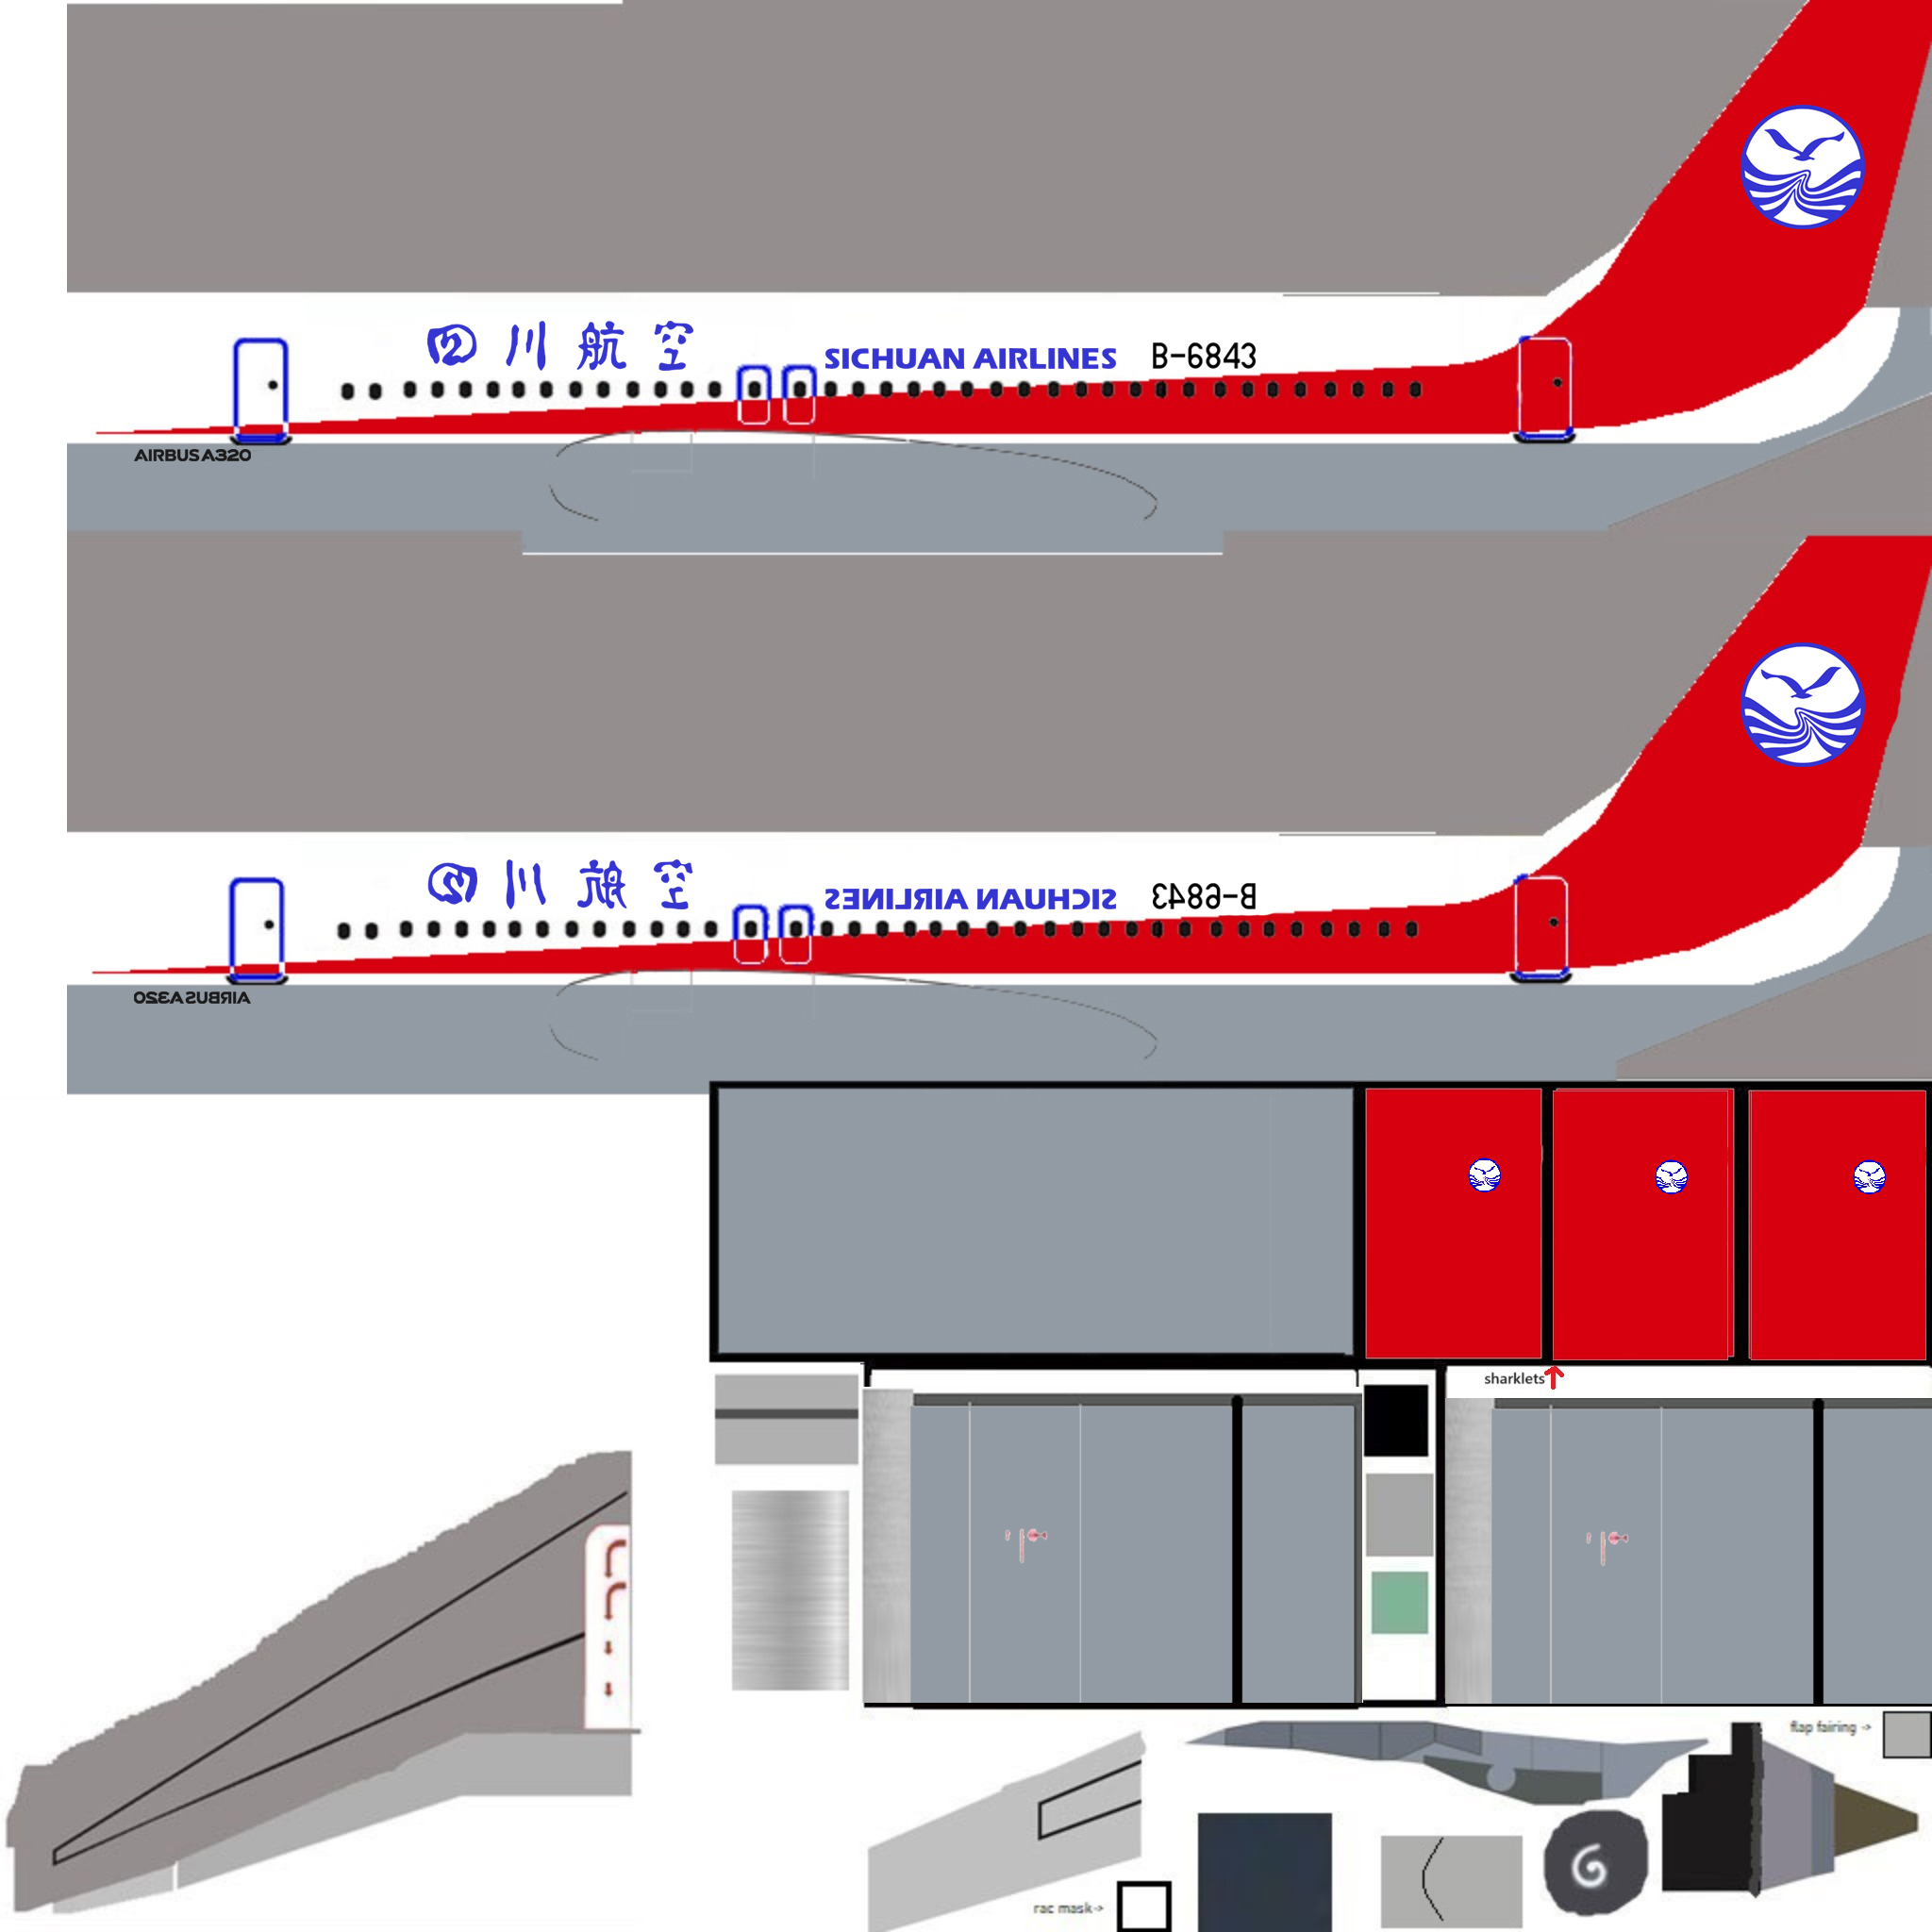 四川航空 SICHUAN AIRLINES B-6843
AIRBUS A320
四川航空 SICHUAN AIRLINES B-6843
AIRBUS A320
sharklets
flap fairing ->
rac mask->